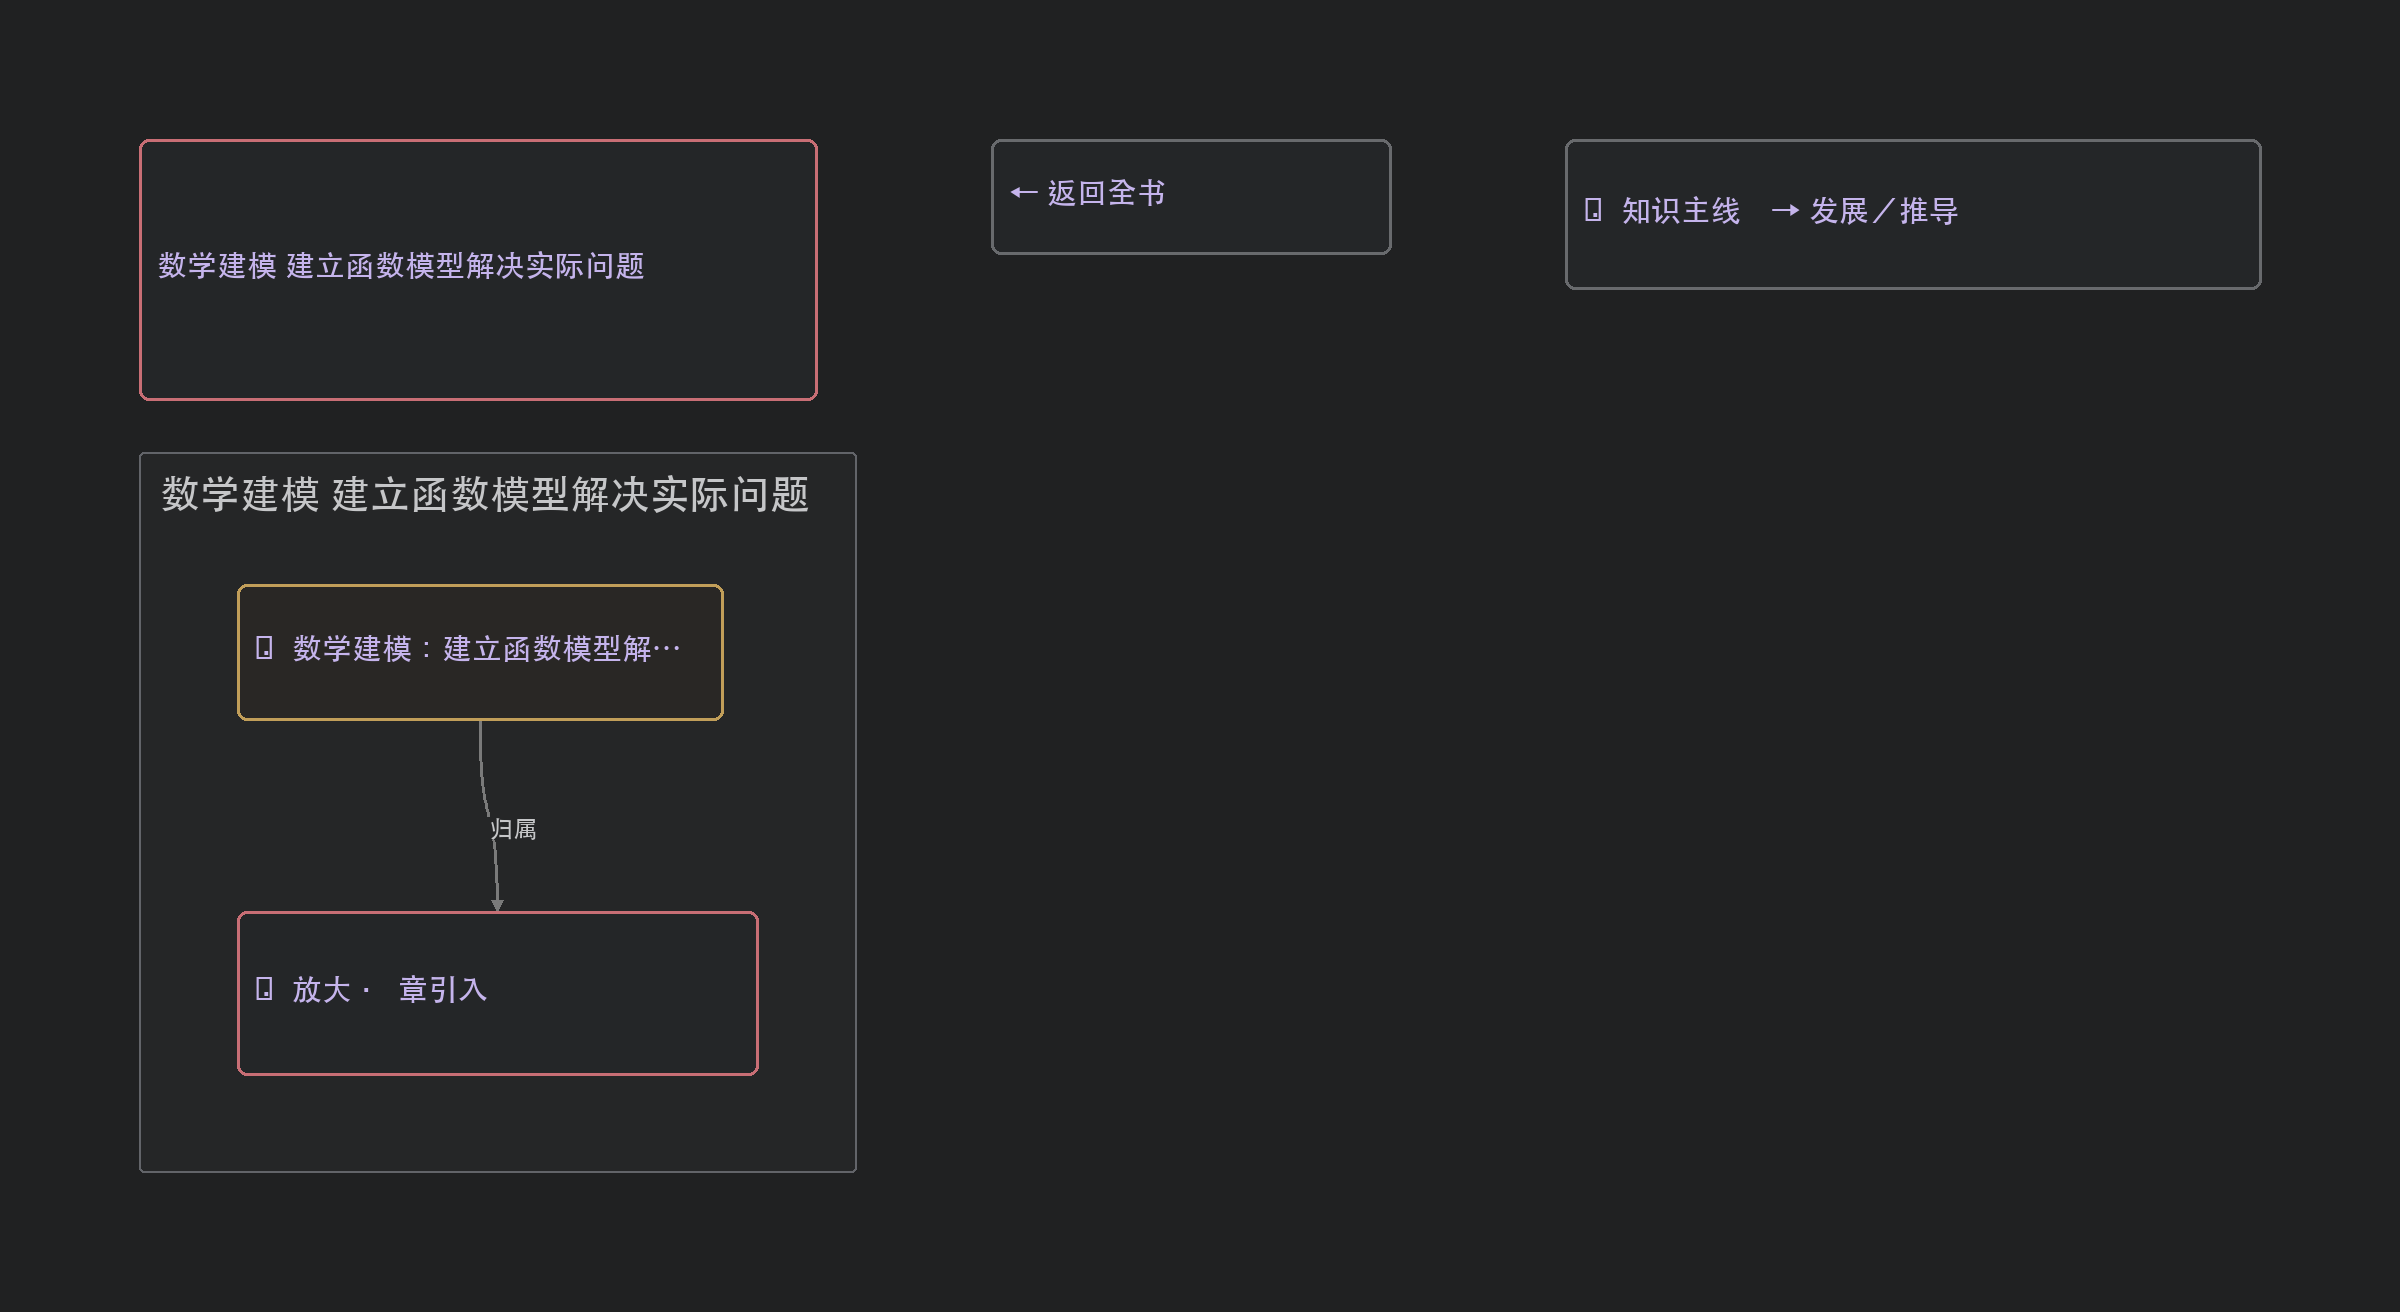 数学建模 建立函数模型解决实际问题
← 返回全书
知识主线 → 发展／推导
数学建模 建立函数模型解决实际问题
数学建模：建立函数模型解…
归属
放大· 章引入